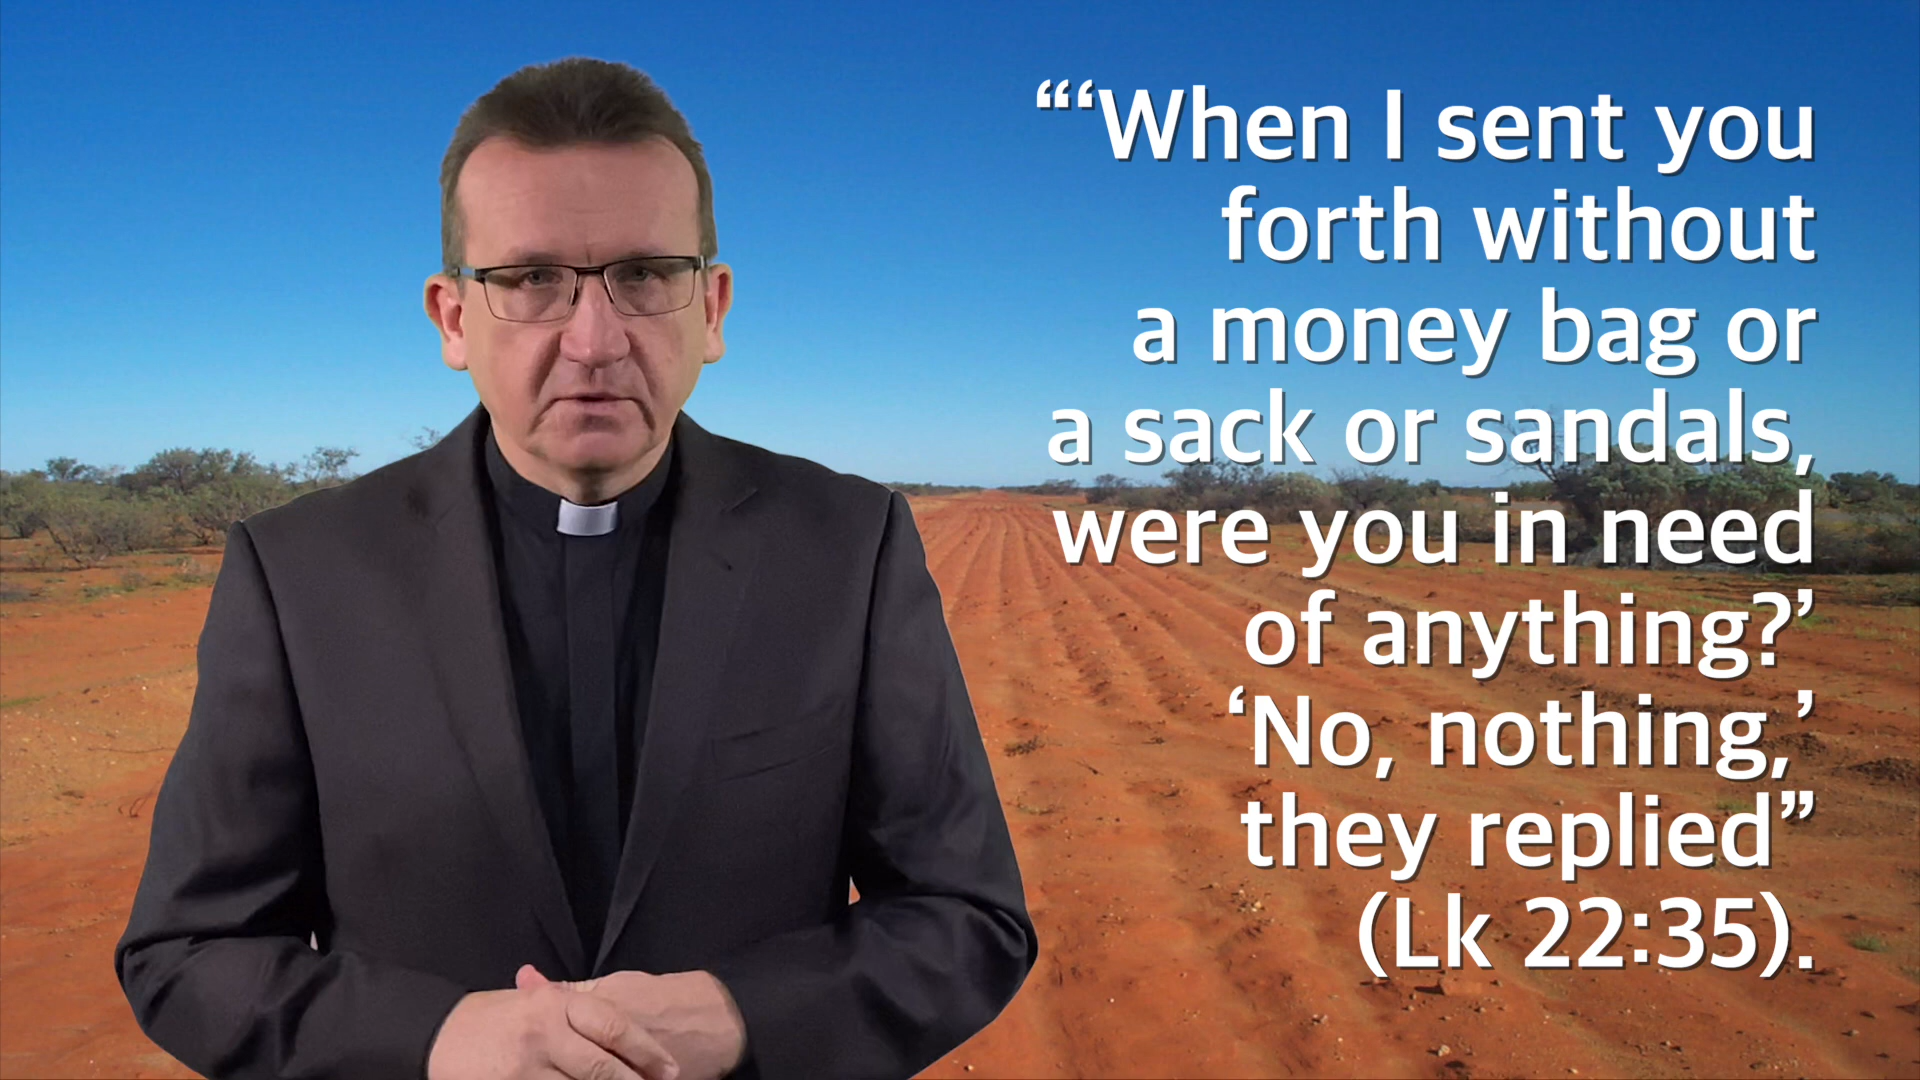 “‘When I sent you
forth without
a money bag or
a sack or sandals,
were you in need
of anything?’
‘No, nothing,’
they replied”
(Lk 22:35).